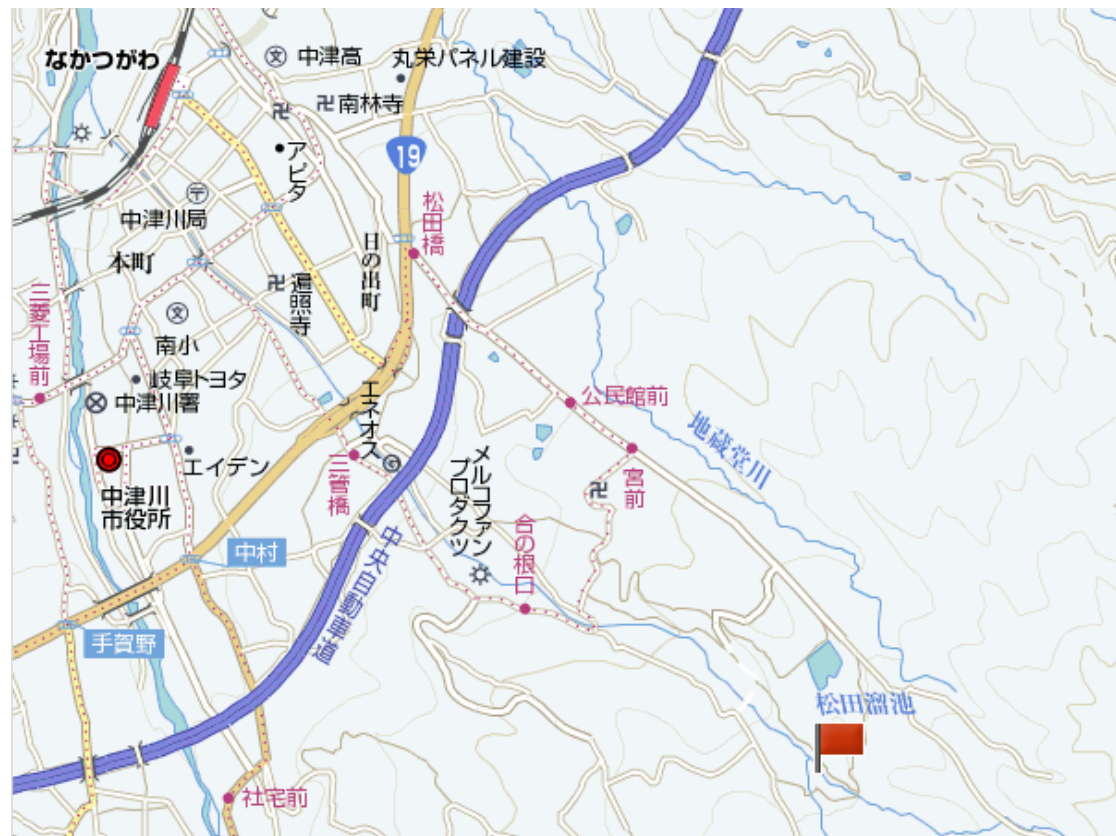 なかつがわ
中津高
丸栄パネル建設
南林寺
アピタ
19
中津川局
松田橋
本町
日の出町
遍照寺
三菱工場前
南小
岐阜トヨタ
中津川署
エネオス
公民館前
地蔵堂川
エイデン
三菅橋
メルコファン
プロダクツ
宮前
中津川
市役所
合の根口
中村
中央自動車道
手賀野
松田溜池
社宅前